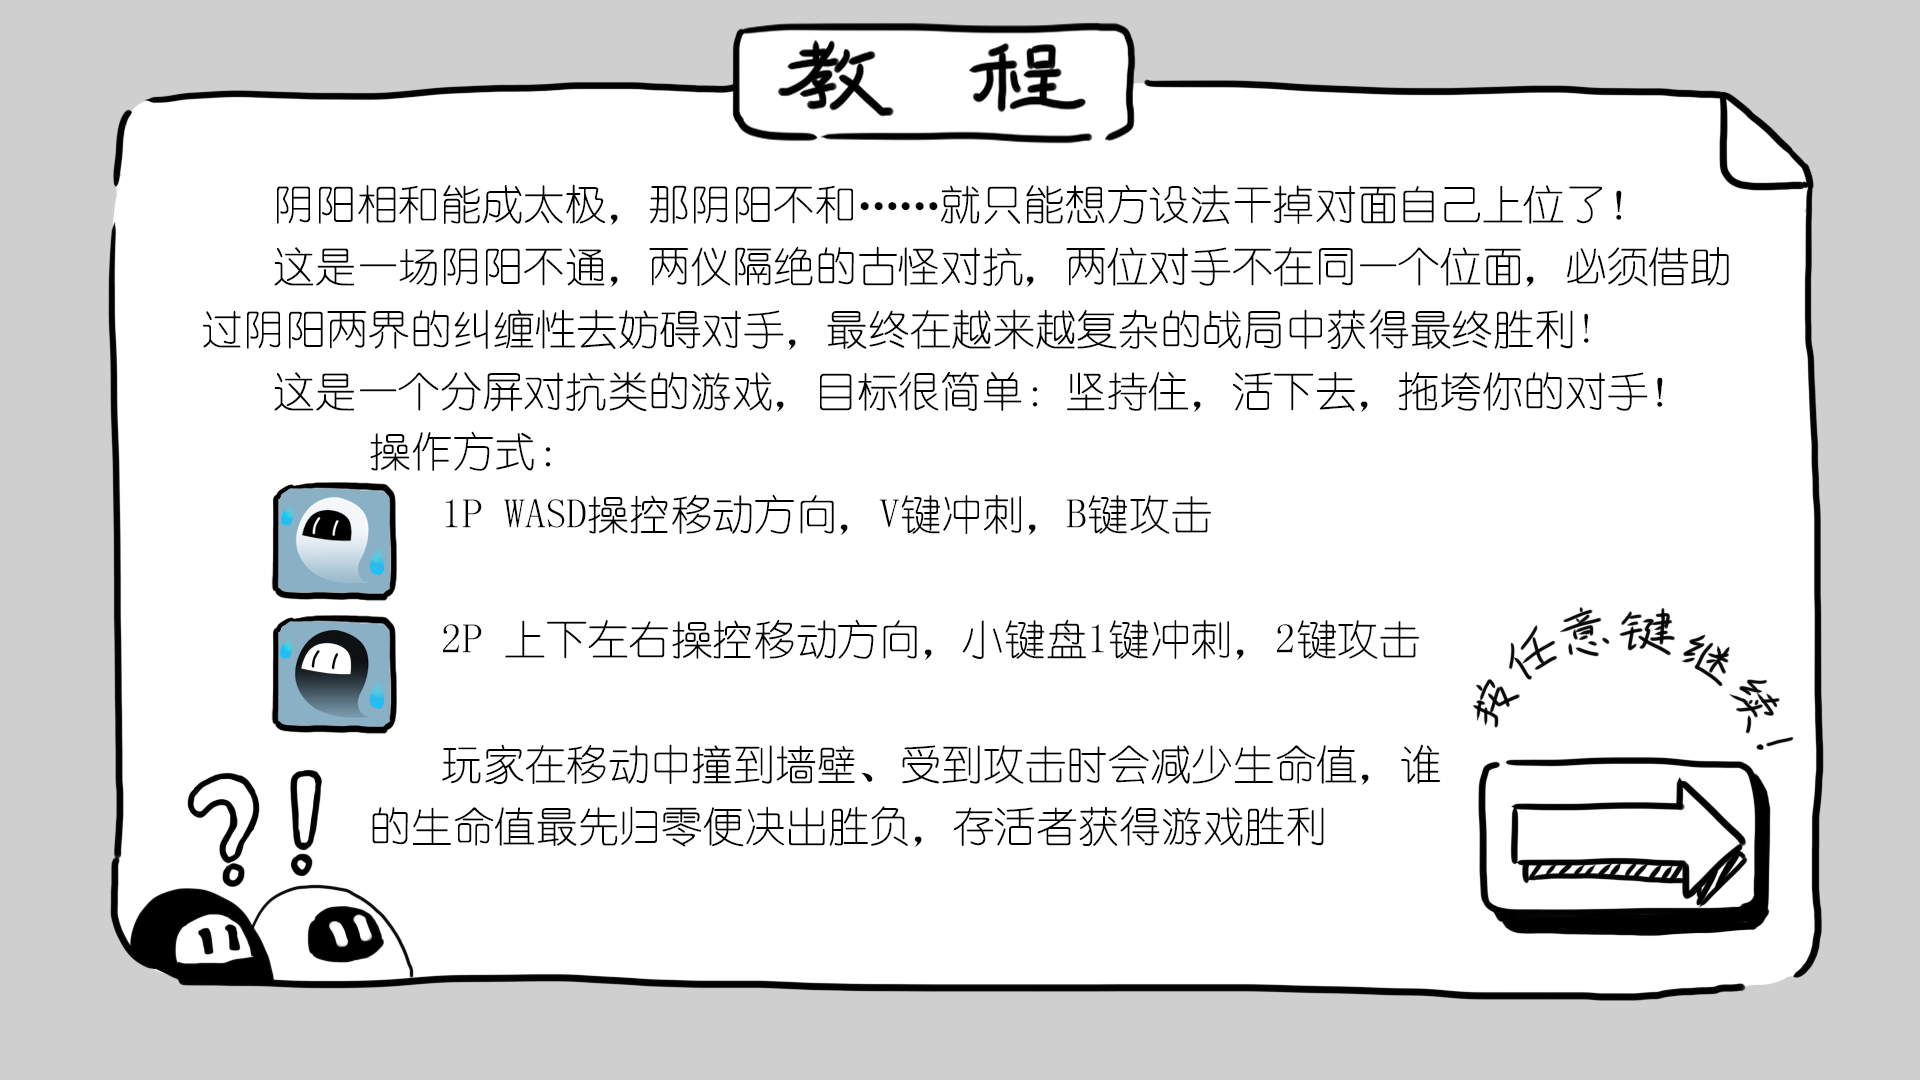 教 程
阴阳相和能成太极，那阴阳不和……就只能想方设法干掉对面自己上位了！
这是一场阴阳不通，两仪隔绝的古怪对抗，两位对手不在同一个位面，必须借助
过阴阳两界的纠缠性去妨碍对手，最终在越来越复杂的战局中获得最终胜利！
这是一个分屏对抗类的游戏，目标很简单：坚持住，活下去，拖垮你的对手！
操作方式：
1P WASD操控移动方向，V键冲刺，B键攻击
2P 上下左右操控移动方向，小键盘1键冲刺，2键攻击
按任意键继续！
玩家在移动中撞到墙壁、受到攻击时会减少生命值，谁
的生命值最先归零便决出胜负，存活者获得游戏胜利
?!